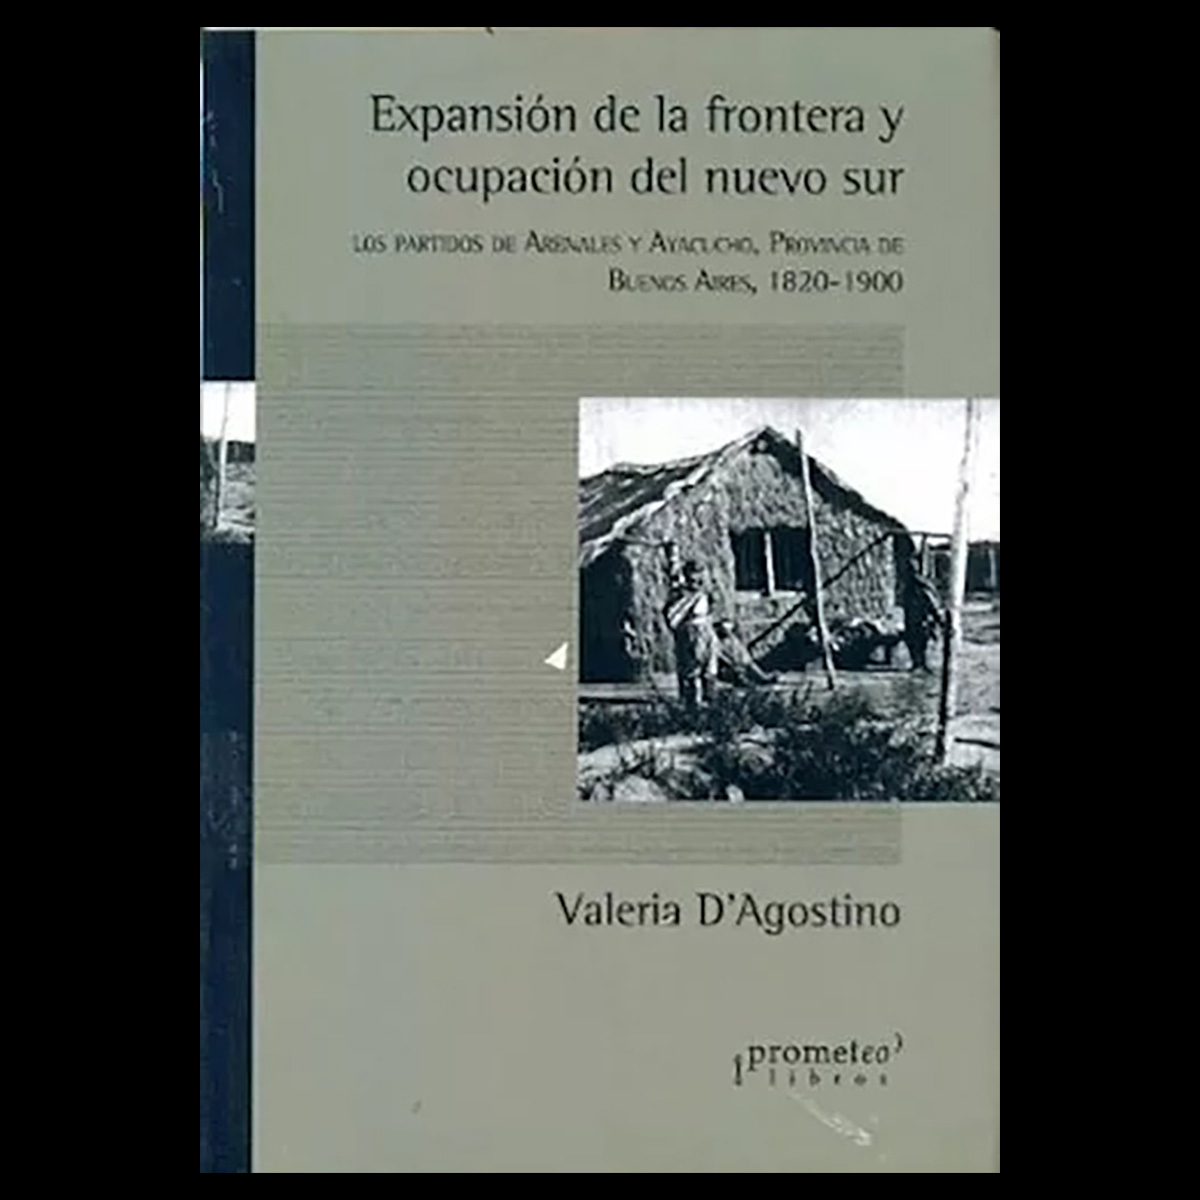 Expansión de la frontera y
ocupación del nuevo sur
LOS PARTIDOS DE ARENALES Y AYACUCHO, PROVINCIA DE
BUENOS AIRES, 1820-1900
Valeria D'Agostino
prometeo
libros